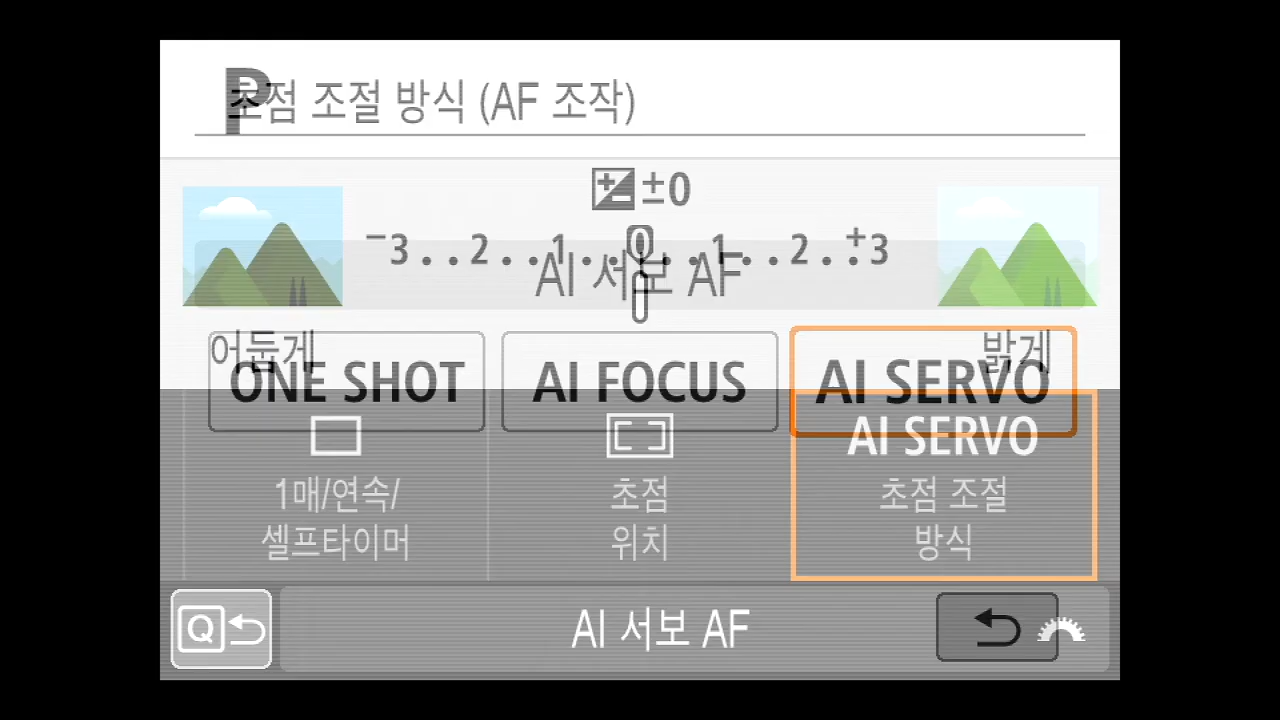 P
초점 조절 방식 (AF 조작)
±0
-3..2..1..0..1..2..+3
AI 서보 AF
어둡게 밝게
ONE SHOT AI FOCUS AI SERVO
AI SERVO
1매/연속/ 초점 초점 조절
셀프타이머 위치 방식
Q AI 서보 AF